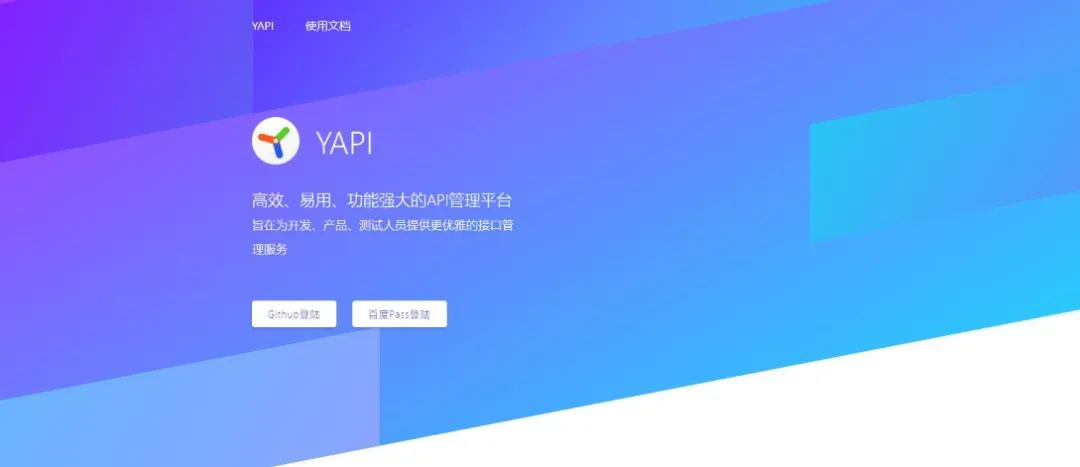 YAPI 使用文档
YAPI
高效、易用、功能强大的API管理平台
旨在为开发、产品、测试人员提供更优雅的接口管
理服务
Github登陆 百度Pass登陆